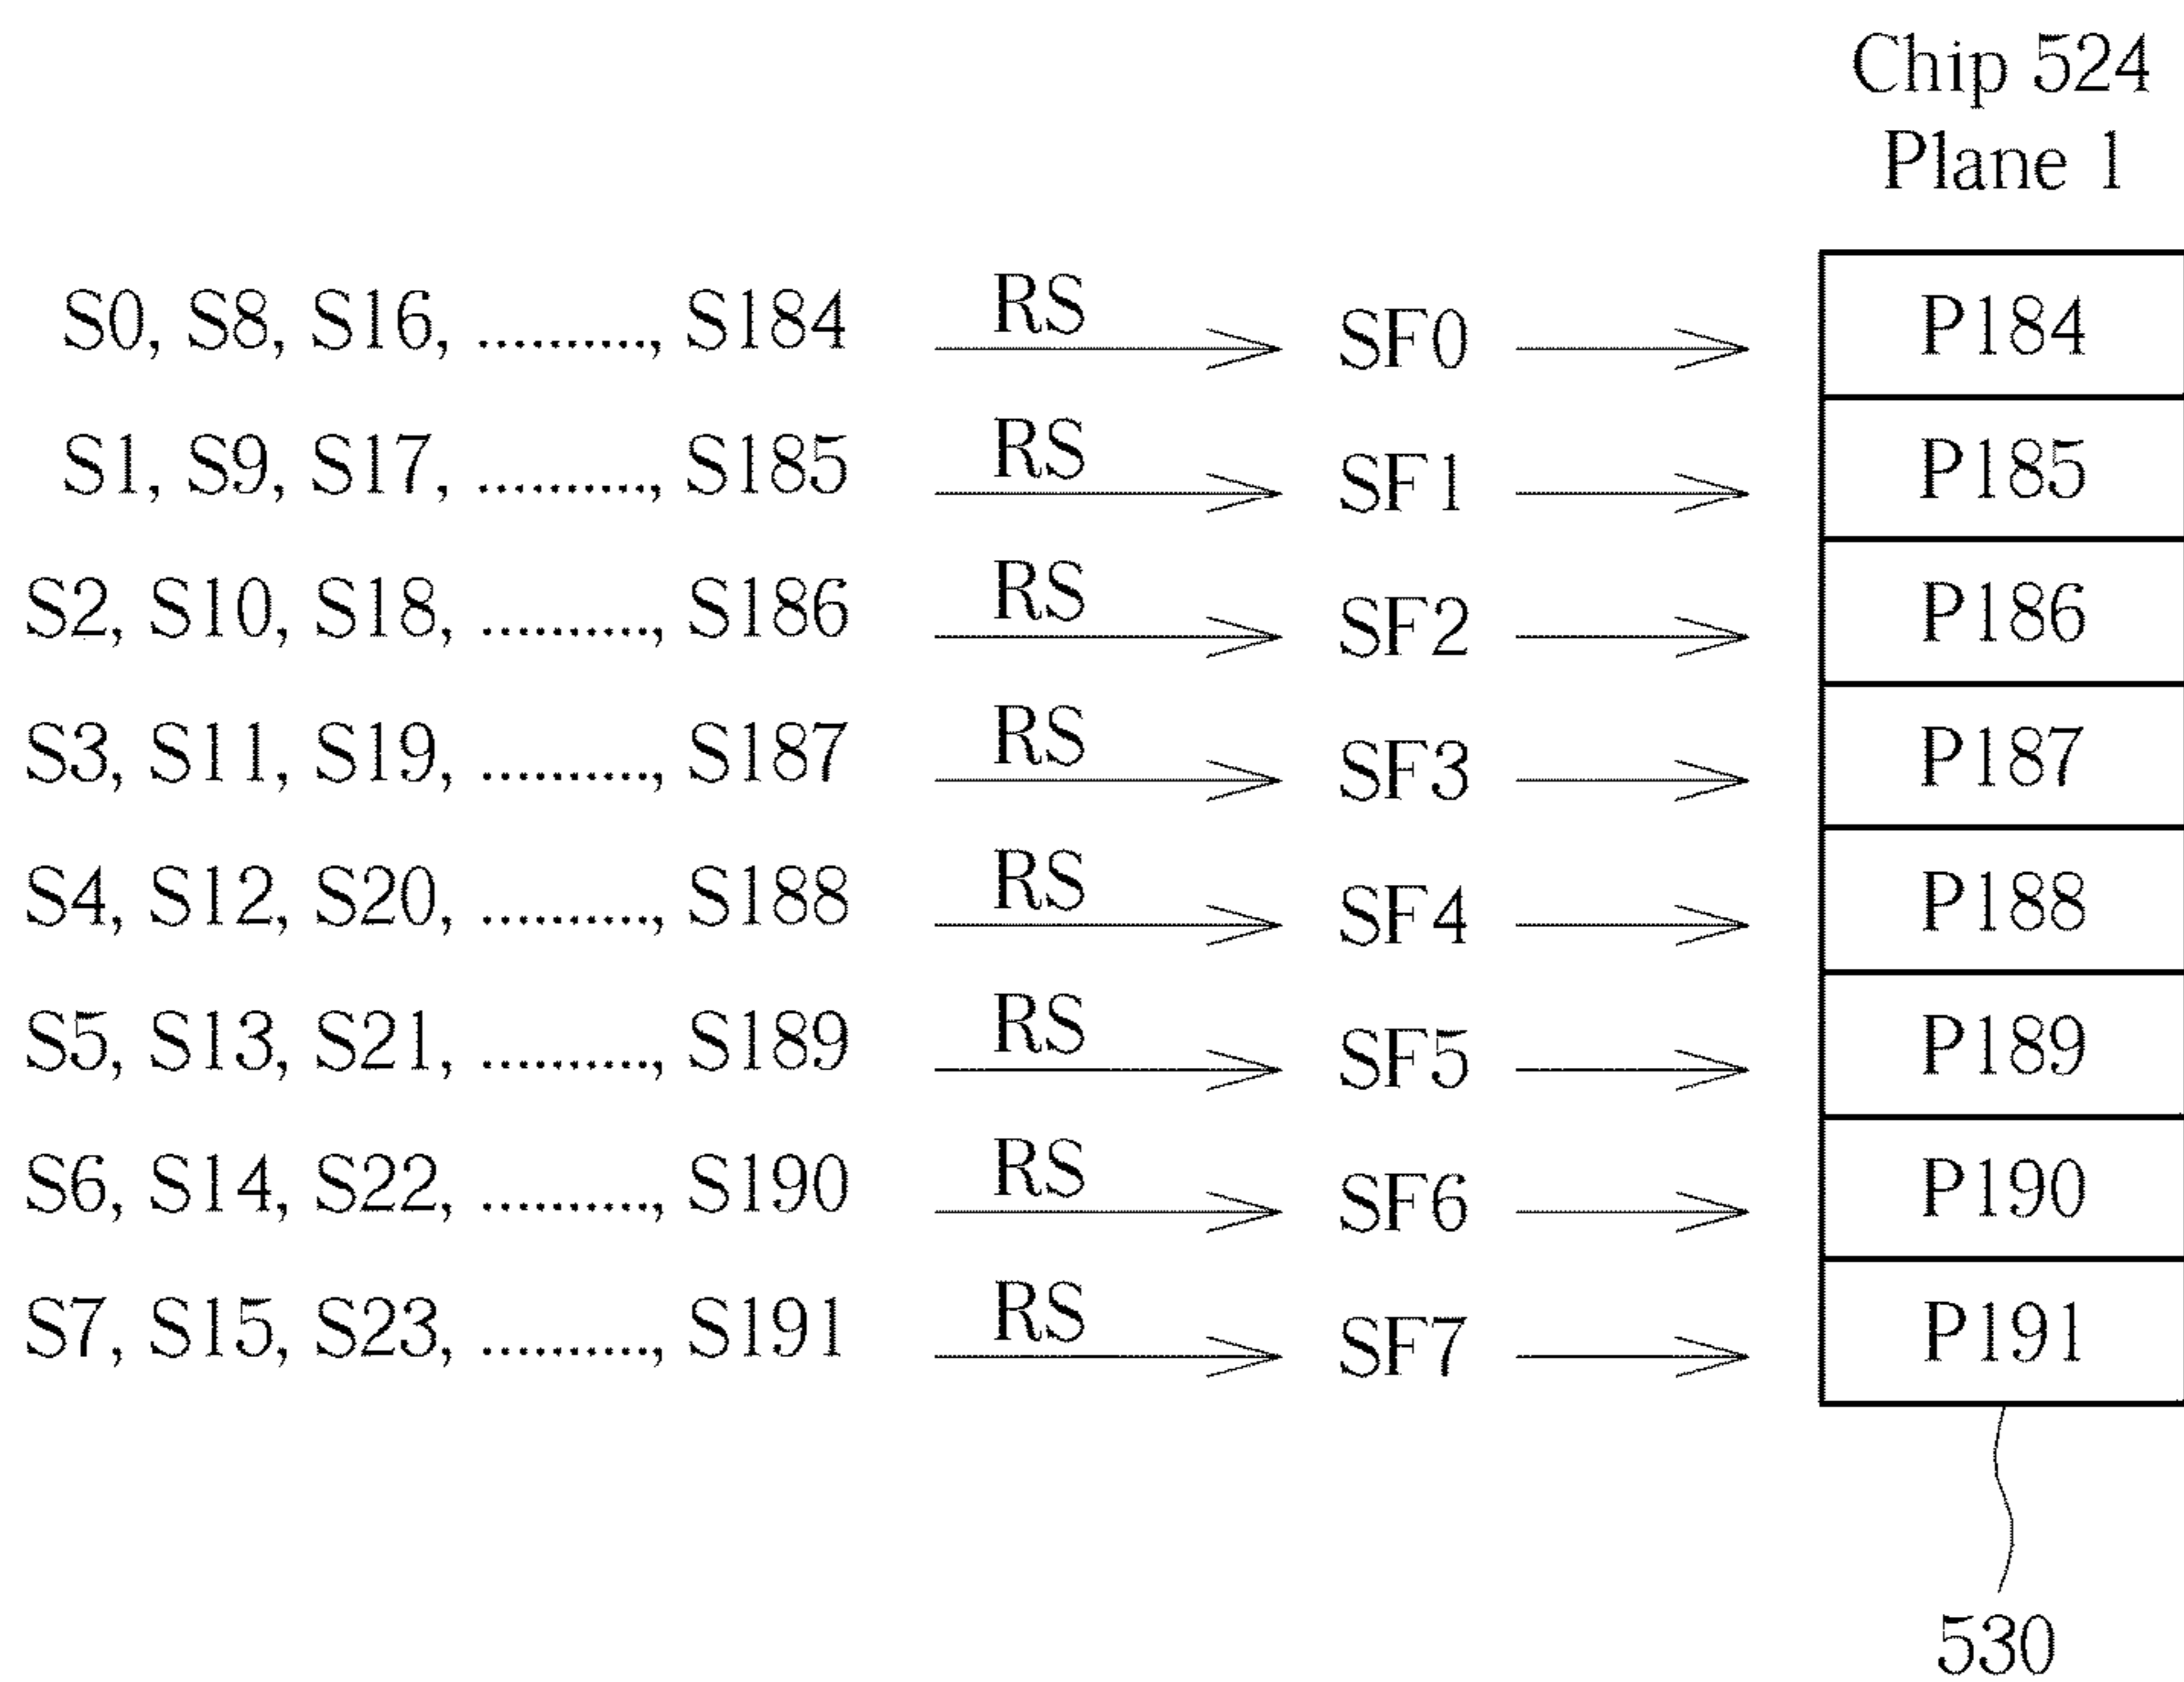 Chip 524
Plane 1
S0, S8, S16, .........., S184 RS SF0 P184
S1, S9, S17, .........., S185 RS SF1 P185
S2, S10, S18, .........., S186 RS SF2 P186
S3, S11, S19, .........., S187 RS SF3 P187
S4, S12, S20, .........., S188 RS SF4 P188
S5, S13, S21, .........., S189 RS SF5 P189
S6, S14, S22, .........., S190 RS SF6 P190
S7, S15, S23, .........., S191 RS SF7 P191
530